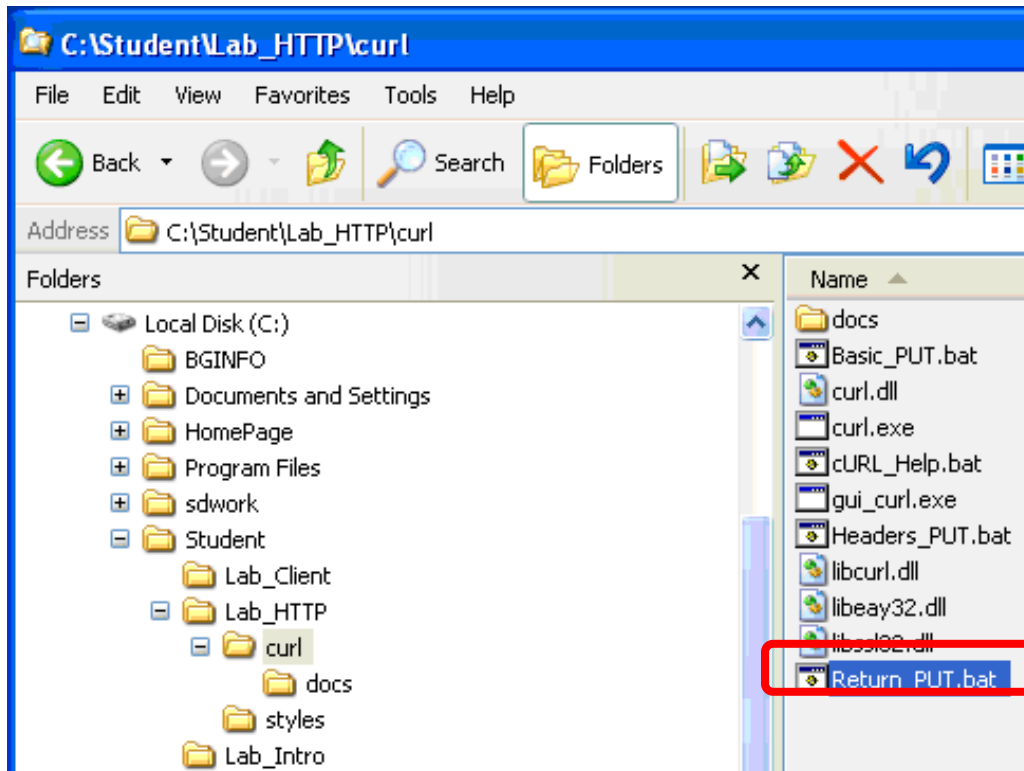 C:\Student\Lab_HTTP\curl
File Edit View Favorites Tools Help
Back Search Folders
Address C:\Student\Lab_HTTP\curl
Folders
Local Disk (C:)
BGINFO
Documents and Settings
HomePage
Program Files
sdwork
Student
Lab_Client
Lab_HTTP
curl
docs
styles
Lab_Intro
Name
docs
Basic_PUT.bat
curl.dll
curl.exe
cURL_Help.bat
gui_curl.exe
Headers_PUT.bat
libcurl.dll
libeay32.dll
Return_PUT.bat